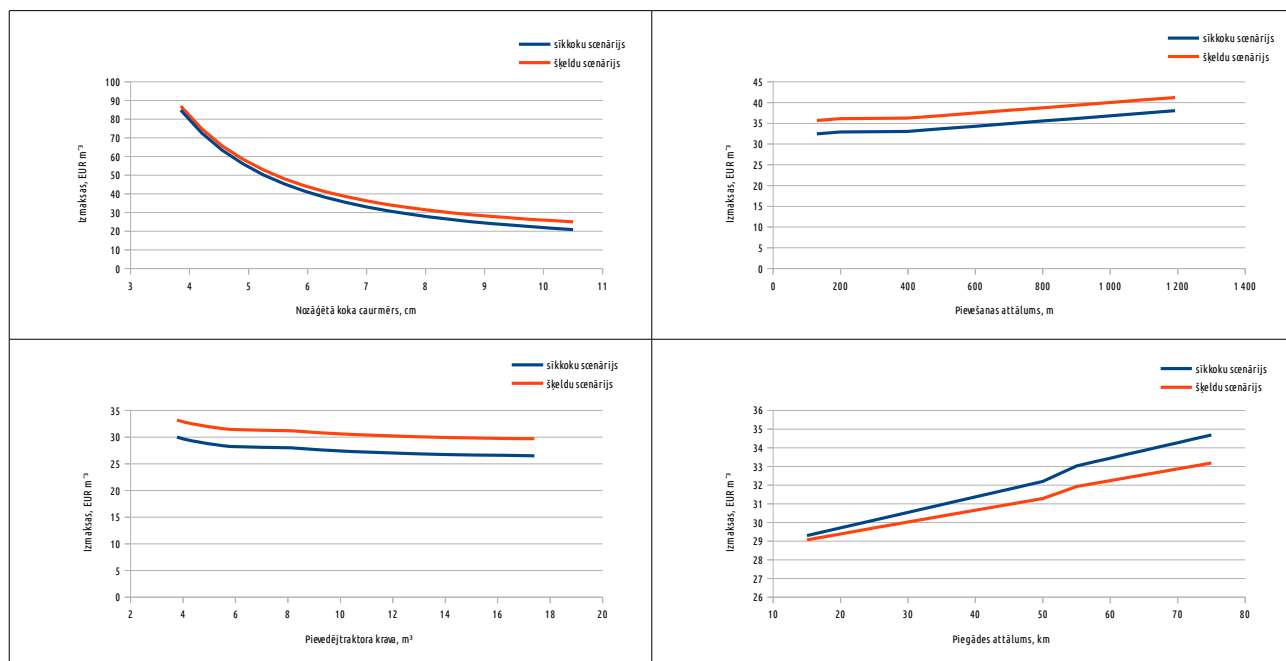 sīkkoku scenārijs
šķeldu scenārijs
100
90
80
70
60
50
40
30
20
10
0
Izmaksas, EUR m⁻³
3 4 5 6 7 8 9 10 11
Nozāģētā koka caurmērs, cm
sīkkoku scenārijs
šķeldu scenārijs
45
40
35
30
25
20
15
10
5
0
Izmaksas, EUR m⁻³
0 200 400 600 800 1 000 1 200 1 400
Pievešanas attālums, m
sīkkoku scenārijs
šķeldu scenārijs
35
30
25
20
15
10
5
0
Izmaksas, EUR m⁻³
2 4 6 8 10 12 14 16 18 20
Pievedējtraktora krava, m³
sīkkoku scenārijs
šķeldu scenārijs
36
35
34
33
32
31
30
29
28
27
26
Izmaksas, EUR m⁻³
10 20 30 40 50 60 70 80
Piegādes attālums, km